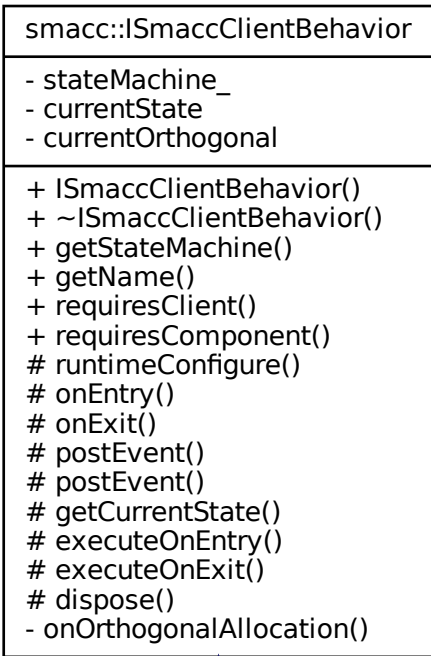 smacc::ISmaccClientBehavior
- stateMachine_
- currentState
- currentOrthogonal
+ ISmaccClientBehavior()
+ ~ISmaccClientBehavior()
+ getStateMachine()
+ getName()
+ requiresClient()
+ requiresComponent()
# runtimeConfigure()
# onEntry()
# onExit()
# postEvent()
# postEvent()
# getCurrentState()
# executeOnEntry()
# executeOnExit()
# dispose()
- onOrthogonalAllocation()